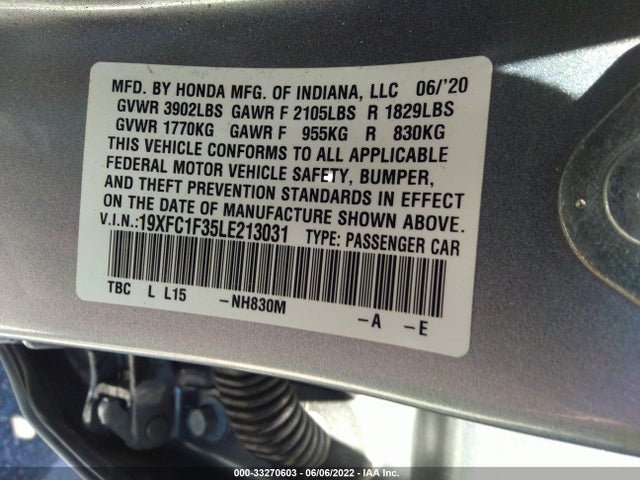 MFD. BY HONDA MFG. OF INDIANA, LLC 06/'20
GVWR 3902LBS GAWR F 2105LBS R 1829LBS
GVWR 1770KG GAWR F 955KG R 830KG
THIS VEHICLE CONFORMS TO ALL APPLICABLE
FEDERAL MOTOR VEHICLE SAFETY, BUMPER,
AND THEFT PREVENTION STANDARDS IN EFFECT
ON THE DATE OF MANUFACTURE SHOWN ABOVE.
V.I.N.:19XFC1F35LE213031 TYPE: PASSENGER CAR
TBC L L15 -NH830M -A -E
000-33270603 - 06/06/2022 - IAA Inc.